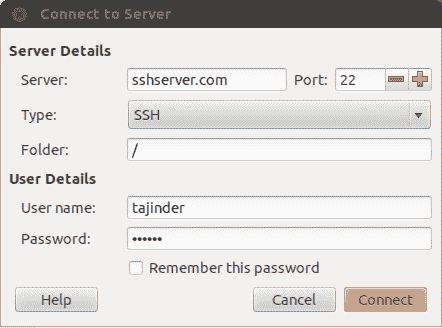 Connect to Server
Server Details
Server: sshserver.com Port: 22
Type: SSH
Folder: /
User Details
User name: tajinder
Password: ••••••
Remember this password
Help Cancel Connect